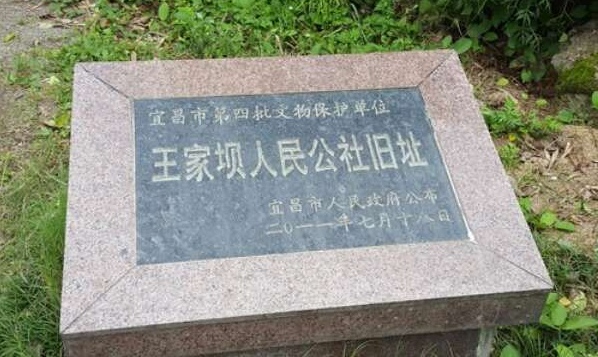 宜昌市第四批文物保护单位
王家坝人民公社旧址
宜昌市人民政府公布
二〇一一年七月十八日